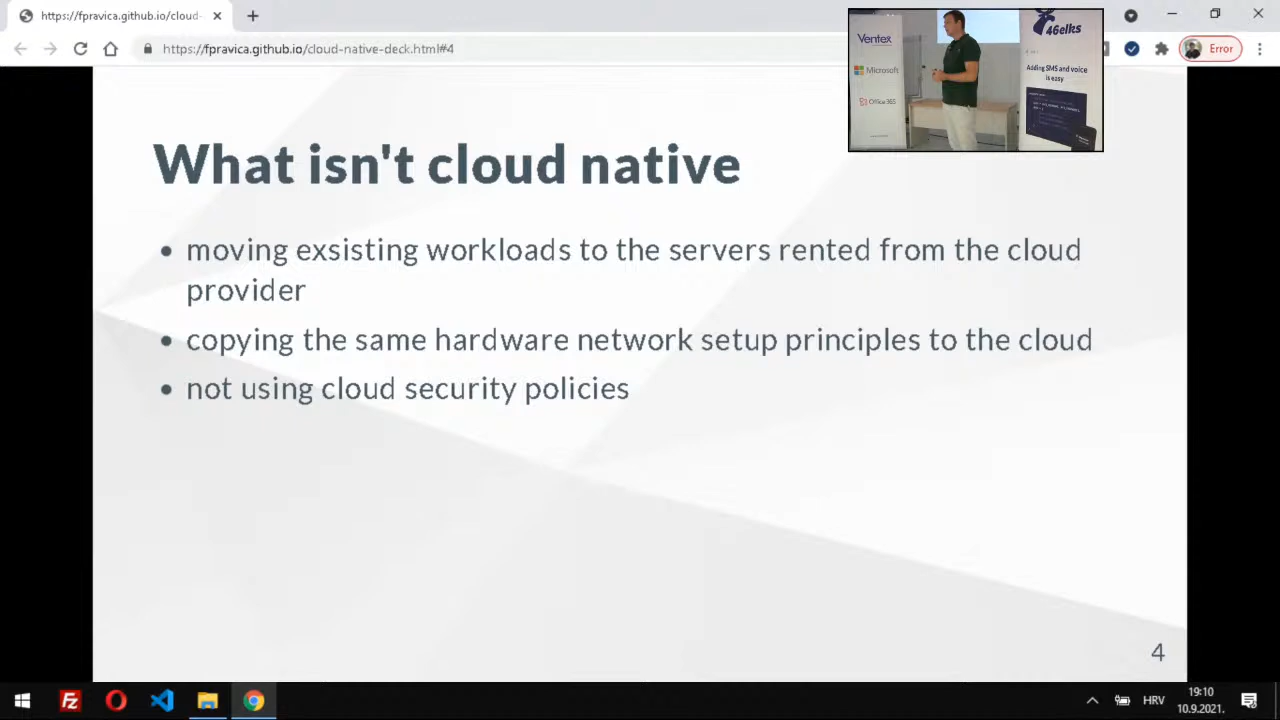 https://fpravica.github.io/cloud-
https://fpravica.github.io/cloud-native-deck.html#4
Error
Ventex
Microsoft
Office 365
46elks
Adding SMS and voice
is easy
What isn't cloud native
moving exsisting workloads to the servers rented from the cloud
provider
copying the same hardware network setup principles to the cloud
not using cloud security policies
4
FZ
HRV
19:10
10.9.2021.